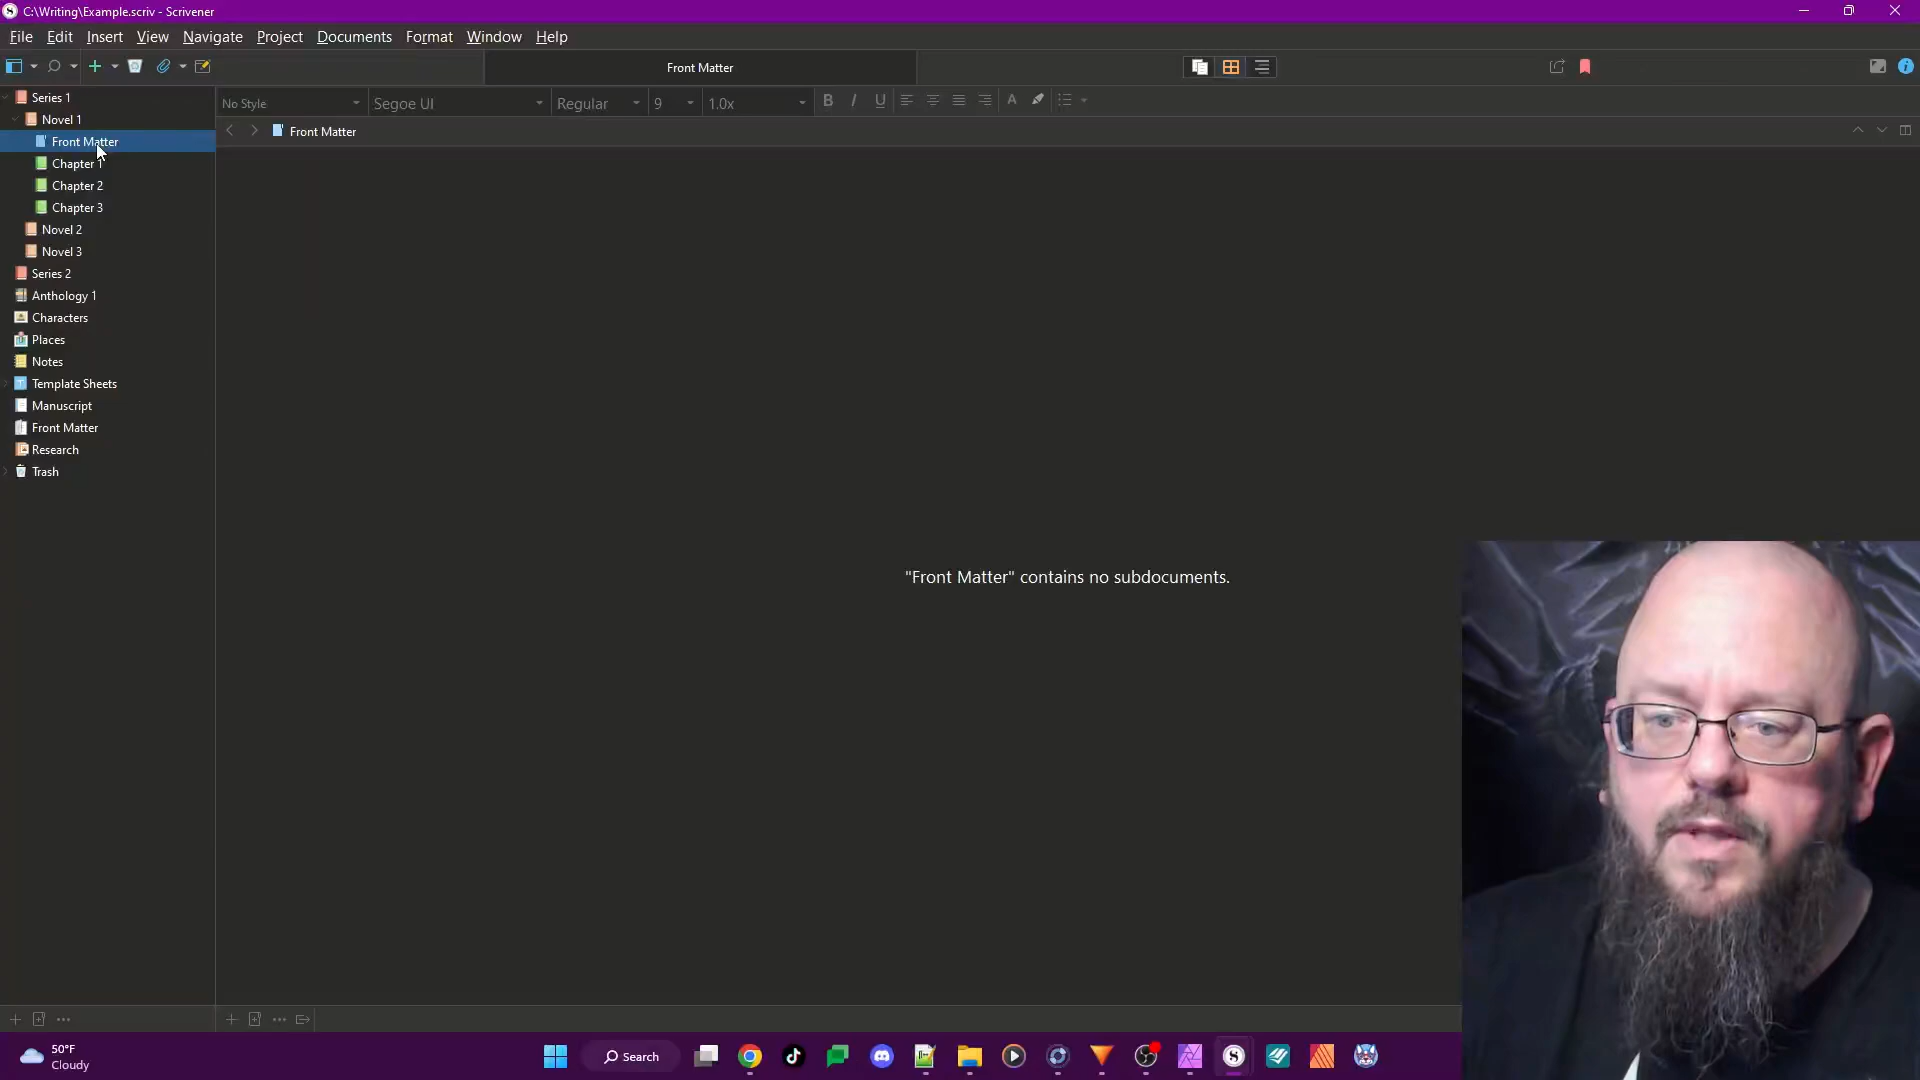 C:\Writing\Example.scriv - Scrivener
File Edit Insert View Navigate Project Documents Format Window Help
Front Matter
Series 1
Novel 1
Front Matter
Chapter 1
Chapter 2
Chapter 3
Novel 2
Novel 3
Series 2
Anthology 1
Characters
Places
Notes
Template Sheets
Manuscript
Front Matter
Research
Trash
No Style Segoe UI Regular 9 1.0x B I U A
Front Matter
"Front Matter" contains no subdocuments.
50°F
Cloudy
Search